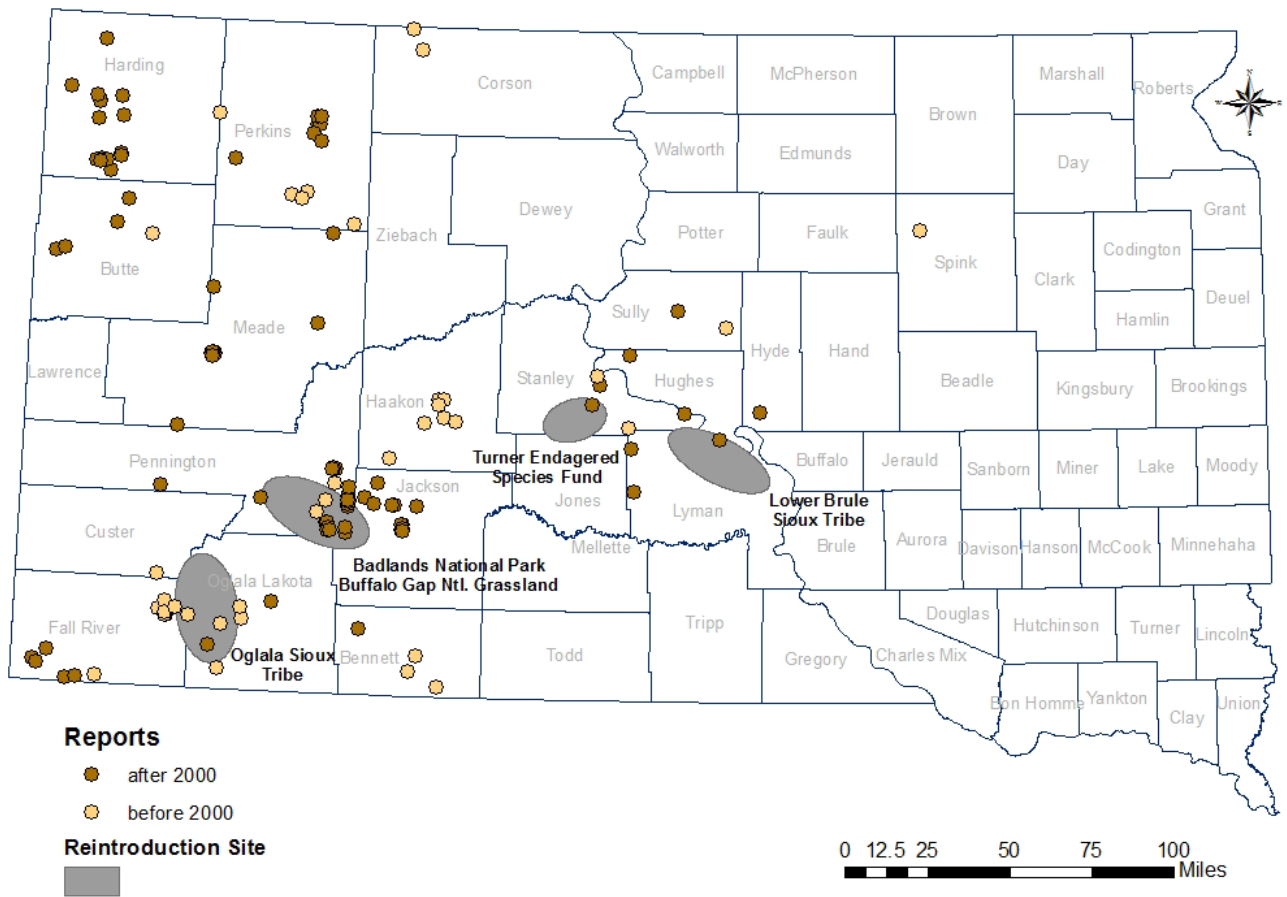 Harding
Perkins
Corson
Campbell
McPherson
Brown
Marshall
Roberts
N
W
E
S
Walworth
Edmunds
Day
Butte
Ziebach
Dewey
Potter
Faulk
Spink
Clark
Codington
Grant
Meade
Sully
Hyde
Hand
Hamlin
Deuel
Lawrence
Haakon
Stanley
Hughes
Beadle
Kingsbury
Brookings
Pennington
Jackson
Turner Endagered
Species Fund
Jones
Lyman
Lower Brule
Sioux Tribe
Buffalo
Jerauld
Sanborn
Miner
Lake
Moody
Custer
Oglala Lakota
Badlands National Park
Buffalo Gap Ntl. Grassland
Mellette
Brule
Aurora
Davison
Hanson
McCook
Minnehaha
Fall River
Oglala Sioux
Tribe
Bennett
Todd
Tripp
Gregory
Charles Mix
Douglas
Hutchinson
Turner
Lincoln
Bon Homme
Yankton
Clay
Union
Reports
after 2000
before 2000
Reintroduction Site
0 12.5 25 50 75 100
Miles